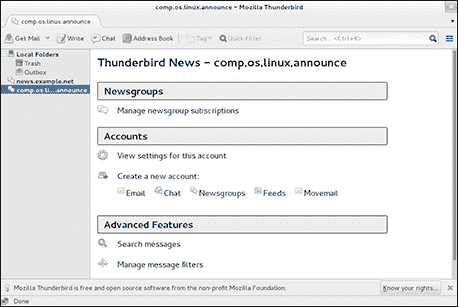 comp.os.linux.announce - Mozilla Thunderbird
comp.os.linux.announce
Get Mail Write Chat Address Book Tag Quick Filter Search... <Ctrl+K>
Local Folders
Trash
Outbox
news.example.net
comp.os.li...announce
Thunderbird News - comp.os.linux.announce
Newsgroups
Manage newsgroup subscriptions
Accounts
View settings for this account
Create a new account:
Email Chat Newsgroups Feeds Movemail
Advanced Features
Search messages
Manage message filters
Mozilla Thunderbird is free and open source software from the non-profit Mozilla Foundation. Know your rights...
Done